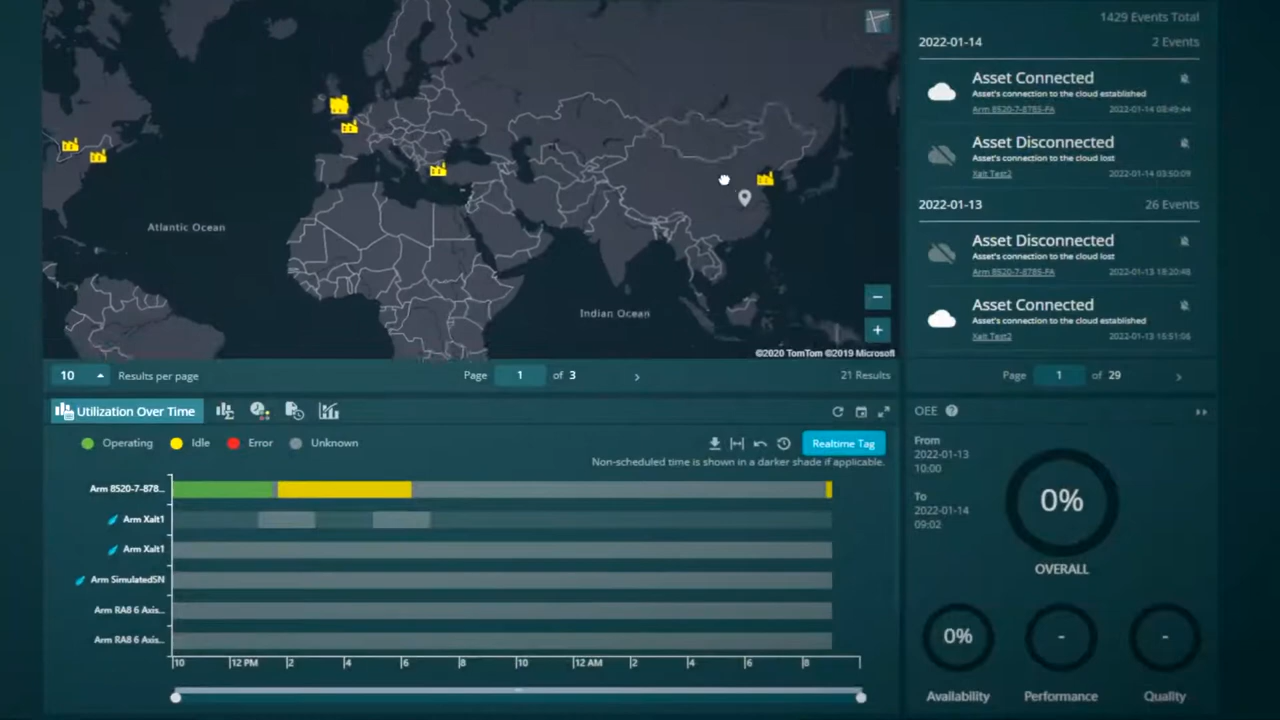 Atlantic Ocean
Indian Ocean
©2020 TomTom ©2019 Microsoft
10 Results per page
Page 1 of 3
21 Results
1429 Events Total
2022-01-14 2 Events
Asset Connected
Asset's connection to the cloud established
Arm 8520-7-8785-FA 2022-01-14 08:49:44
Asset Disconnected
Asset's connection to the cloud lost
Xalt Test2 2022-01-14 03:50:09
2022-01-13 26 Events
Asset Disconnected
Asset's connection to the cloud lost
Arm 8520-7-8785-FA 2022-01-13 18:20:48
Asset Connected
Asset's connection to the cloud established
Xalt Test2 2022-01-13 15:51:06
Page 1 of 29
Utilization Over Time
Operating Idle Error Unknown
Realtime Tag
Non-scheduled time is shown in a darker shade if applicable.
Arm 8520-7-878...
Arm Xalt1
Arm Xalt1
Arm SimulatedSN
Arm RA8 6 Axis...
Arm RA8 6 Axis...
10 12 PM 2 4 6 8 10 12 AM 2 4 6 8
OEE ?
From
2022-01-13
10:00
To
2022-01-14
09:02
0%
OVERALL
0% - -
Availability Performance Quality